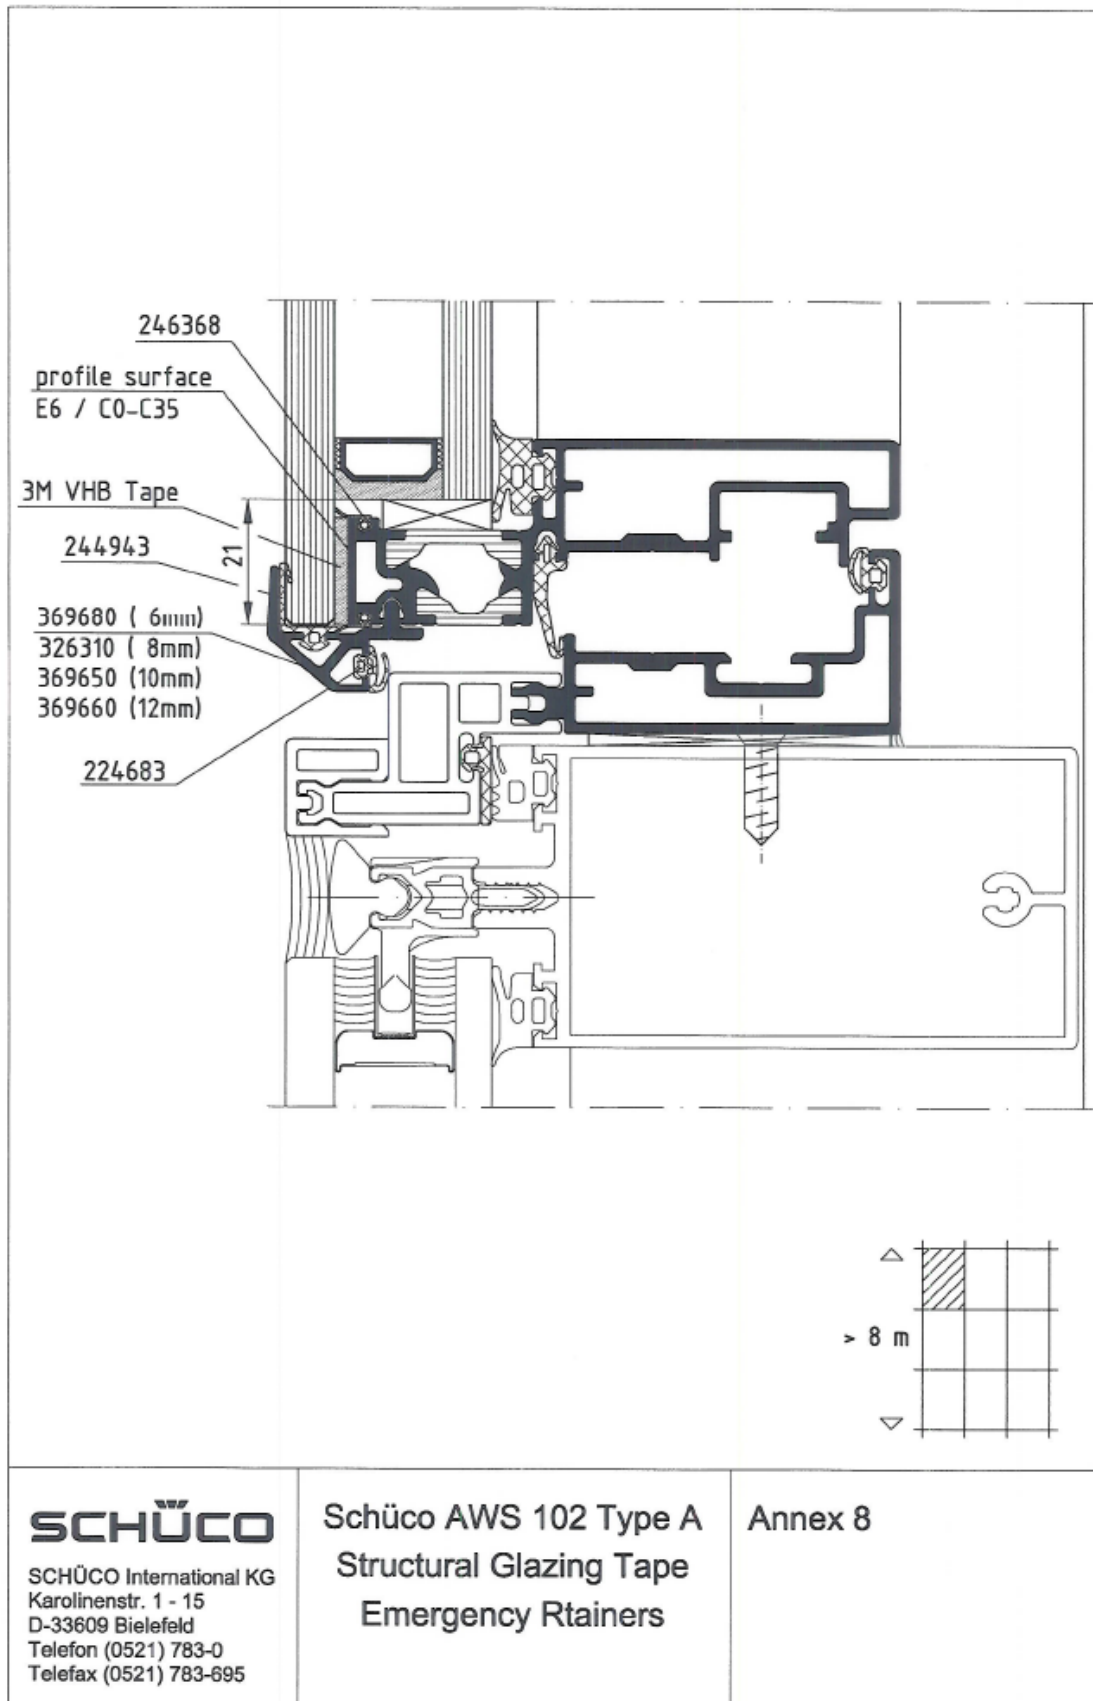 246368
profile surface
E6 / C0-C35
3M VHB Tape
244943
21
369680 ( 6mm)
326310 ( 8mm)
369650 (10mm)
369660 (12mm)
224683
> 8 m
SCHÜCO
SCHÜCO International KG
Karolinenstr. 1 - 15
D-33609 Bielefeld
Telefon (0521) 783-0
Telefax (0521) 783-695
Schüco AWS 102 Type A
Structural Glazing Tape
Emergency Rtainers
Annex 8